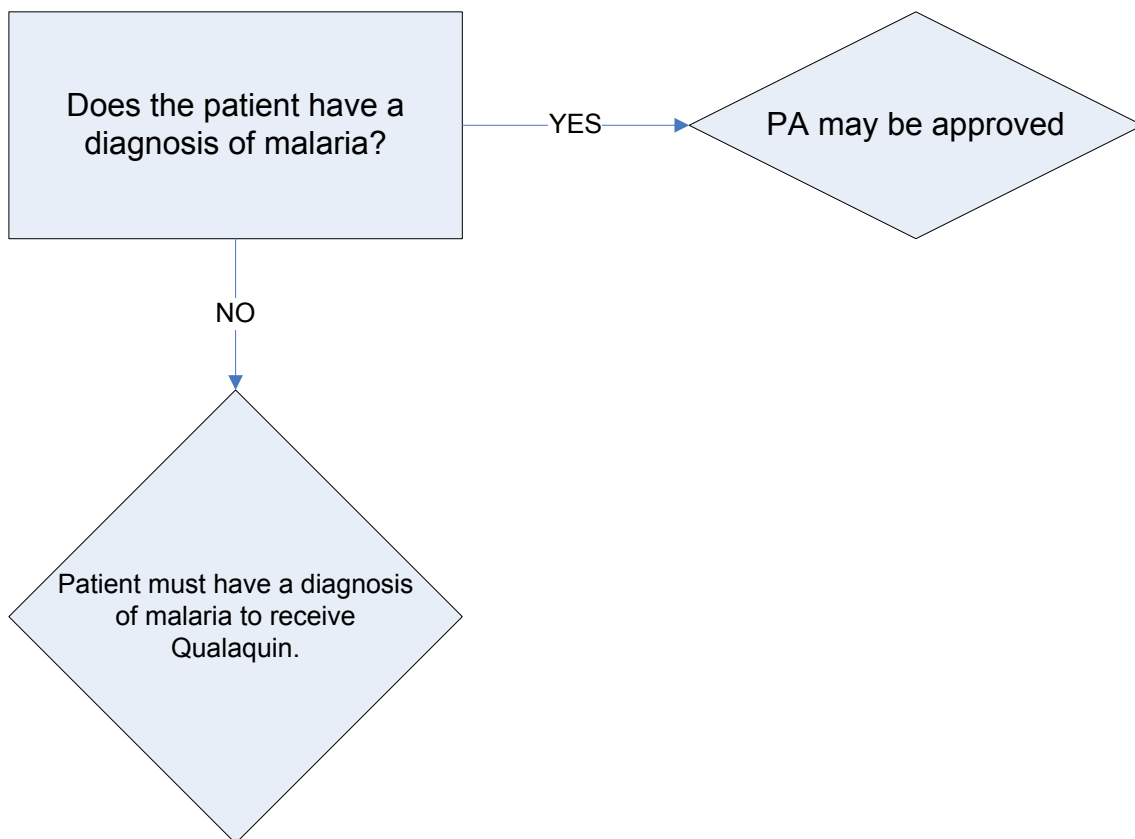 Does the patient have a
diagnosis of malaria?
YES
PA may be approved
NO
Patient must have a diagnosis
of malaria to receive
Qualaquin.